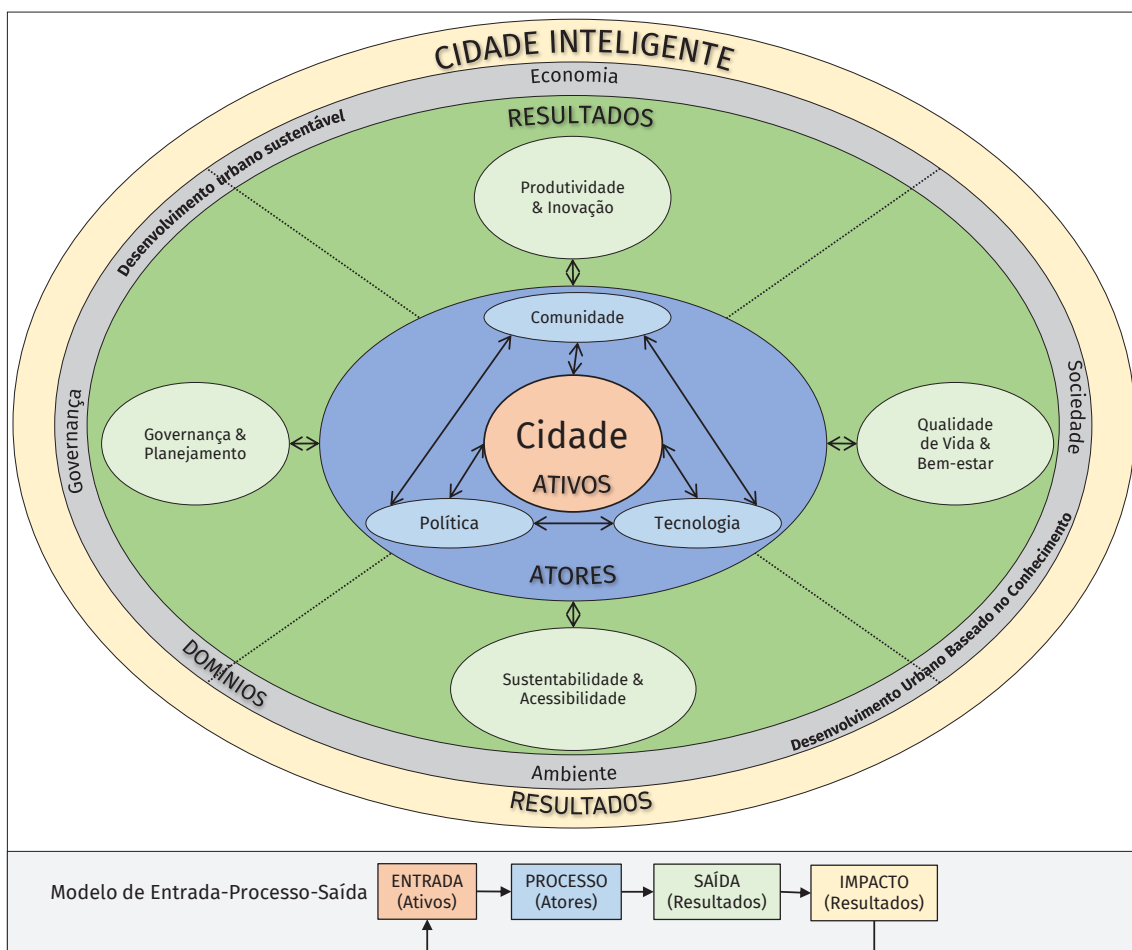 CIDADE INTELIGENTE
Economia
Desenvolvimento urbano sustentável
RESULTADOS
Produtividade
& Inovação
Comunidade
Governança
Governança &
Planejamento
Cidade
ATIVOS
Qualidade
de Vida &
Bem-estar
Sociedade
Política
Tecnologia
ATORES
DOMÍNIOS
Sustentabilidade &
Acessibilidade
Desenvolvimento Urbano Baseado no Conhecimento
Ambiente
RESULTADOS
Modelo de Entrada-Processo-Saída
ENTRADA
(Ativos)
PROCESSO
(Atores)
SAÍDA
(Resultados)
IMPACTO
(Resultados)